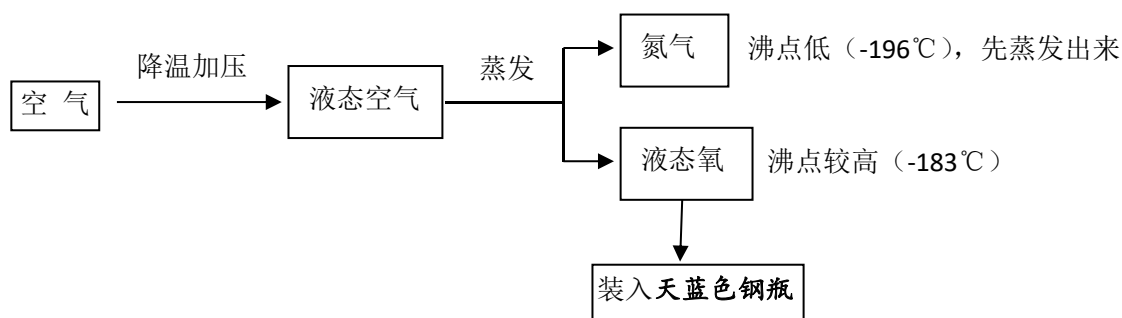 空 气
降温加压
液态空气
蒸发
氮气
沸点低（-196℃），先蒸发出来
液态氧
沸点较高（-183℃）
装入天蓝色钢瓶